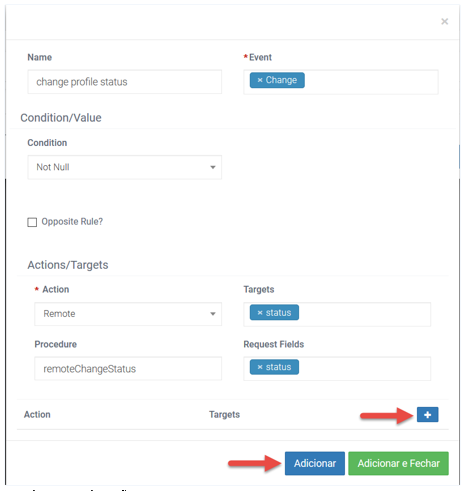 ×
Name
* Event
change profile status
× Change
Condition/Value
Condition
Not Null
Opposite Rule?
Actions/Targets
* Action
Targets
Remote
× status
Procedure
Request Fields
remoteChangeStatus
× status
Action
Targets
+
Adicionar
Adicionar e Fechar